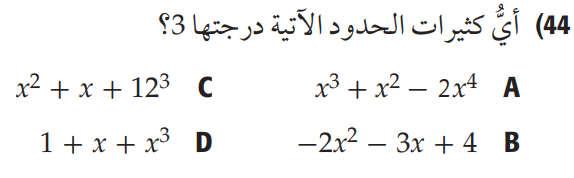 44) أيُّ كثيرات الحدود الآتية درجتها 3؟
A x³ + x² − 2x⁴ C x² + x + 12³
B −2x² − 3x + 4 D 1 + x + x³